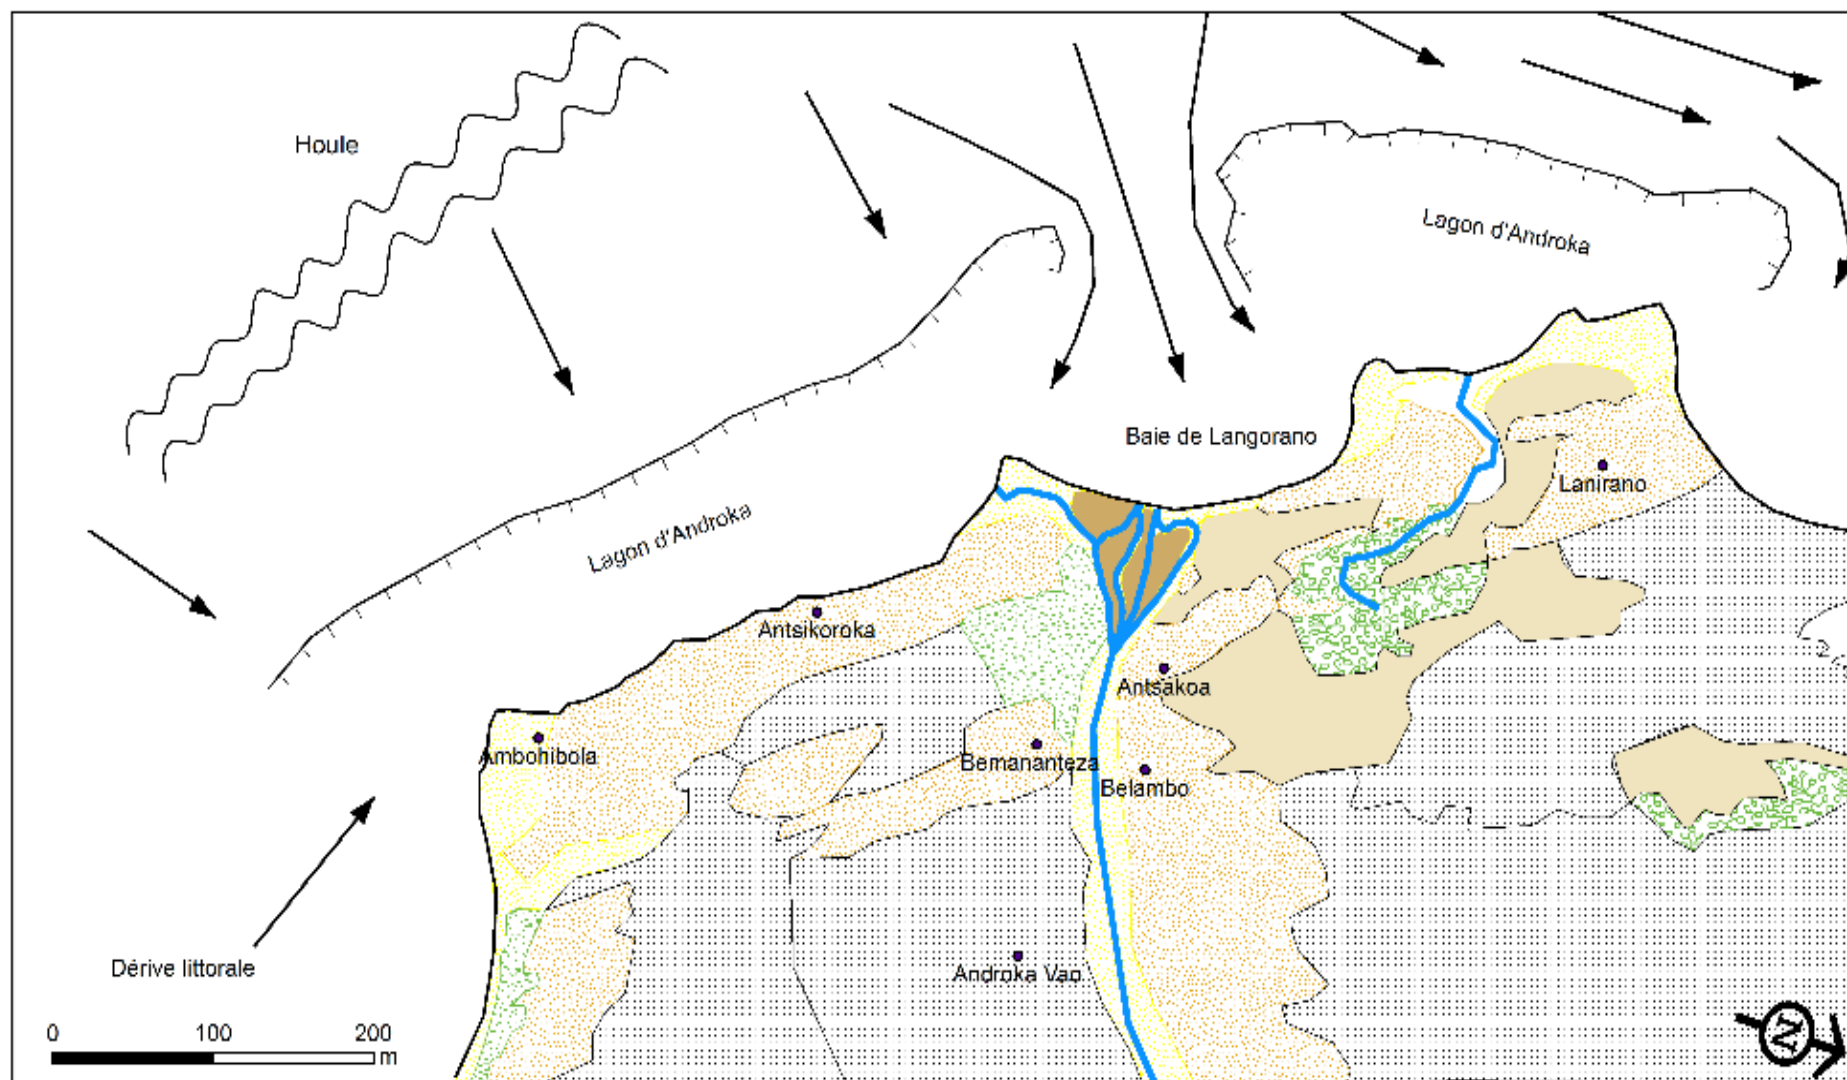 Houle
Lagon d'Androka
Baie de Langorano
Lanirano
Lagon d'Androka
Antsikoroka
Antsakoa
Ambohibola
Bemananteza
Belambo
Dérive littorale
Androka Vao
0 100 200
m
N